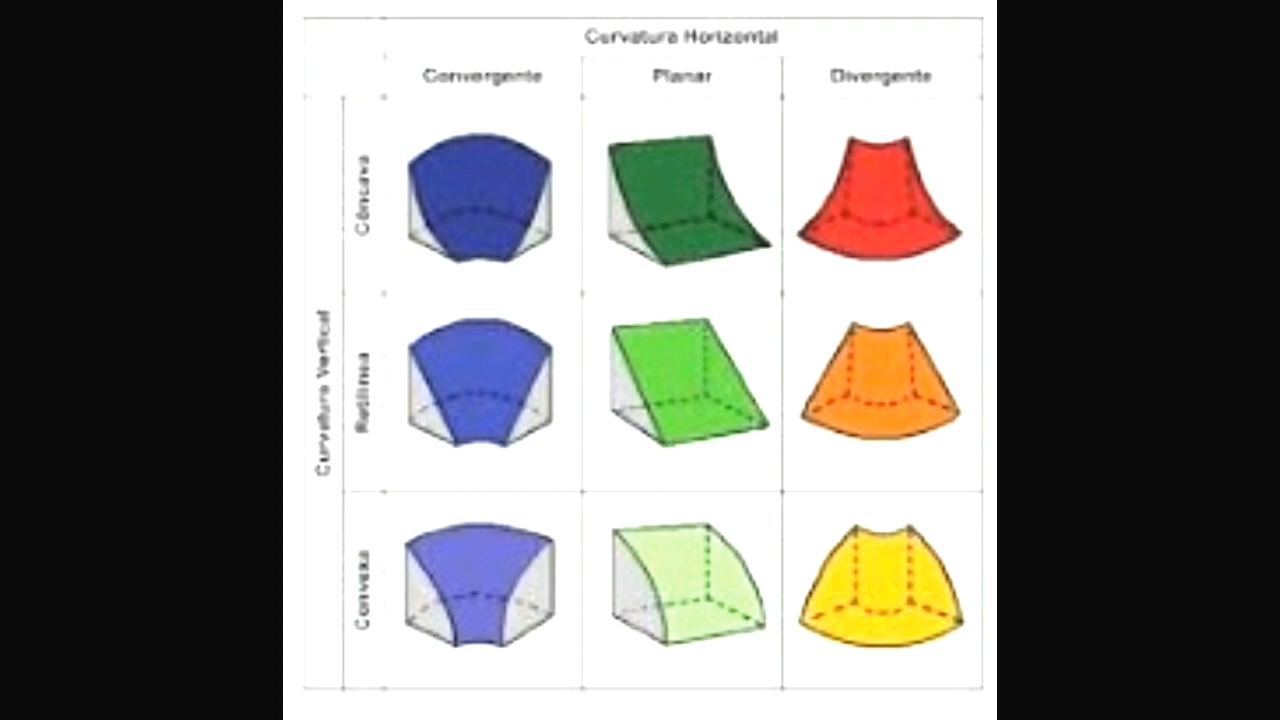 Curvatura Horizontal
Convergente
Planar
Divergente
Curvatura Vertical
Côncava
Retilínea
Convexa